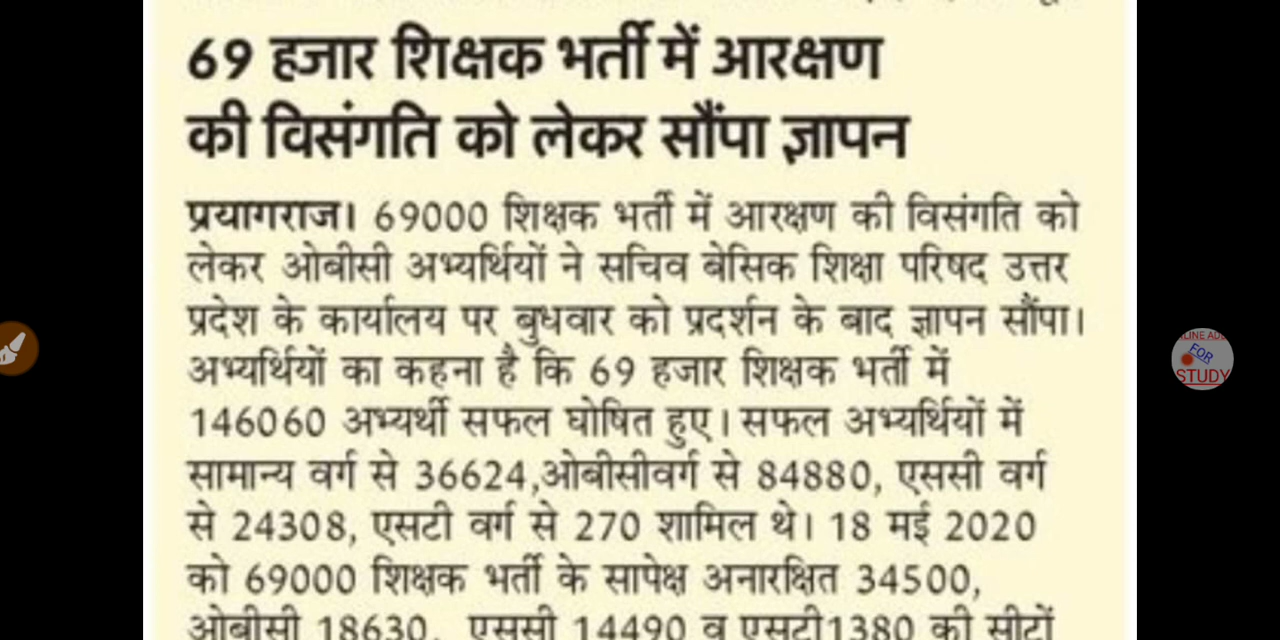 69 हजार शिक्षक भर्ती में आरक्षण
की विसंगति को लेकर सौंपा ज्ञापन
प्रयागराज। 69000 शिक्षक भर्ती में आरक्षण की विसंगति को
लेकर ओबीसी अभ्यर्थियों ने सचिव बेसिक शिक्षा परिषद उत्तर
प्रदेश के कार्यालय पर बुधवार को प्रदर्शन के बाद ज्ञापन सौंपा।
अभ्यर्थियों का कहना है कि 69 हजार शिक्षक भर्ती में
146060 अभ्यर्थी सफल घोषित हुए। सफल अभ्यर्थियों में
सामान्य वर्ग से 36624,ओबीसीवर्ग से 84880, एससी वर्ग
से 24308, एसटी वर्ग से 270 शामिल थे। 18 मई 2020
को 69000 शिक्षक भर्ती के सापेक्ष अनारक्षित 34500,
ओबीसी 18630, एससी 14490 व एसटी1380 की सीटों
FOR
STUDY